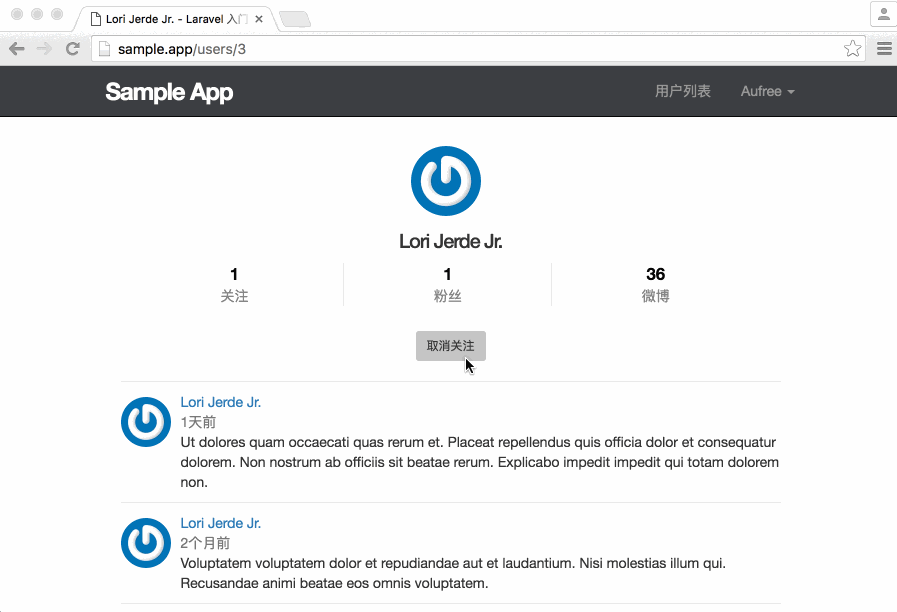 Lori Jerde Jr. - Laravel 入门
sample.app/users/3
Sample App
用户列表
Aufree
Lori Jerde Jr.
1
关注
1
粉丝
36
微博
取消关注
Lori Jerde Jr.
1天前
Ut dolores quam occaecati quas rerum et. Placeat repellendus quis officia dolor et consequatur
dolorem. Non nostrum ab officiis sit beatae rerum. Explicabo impedit impedit qui totam dolorem
non.
Lori Jerde Jr.
2个月前
Voluptatem voluptatem dolor et repudiandae aut et laudantium. Nisi molestias illum qui.
Recusandae animi beatae eos omnis voluptatem.